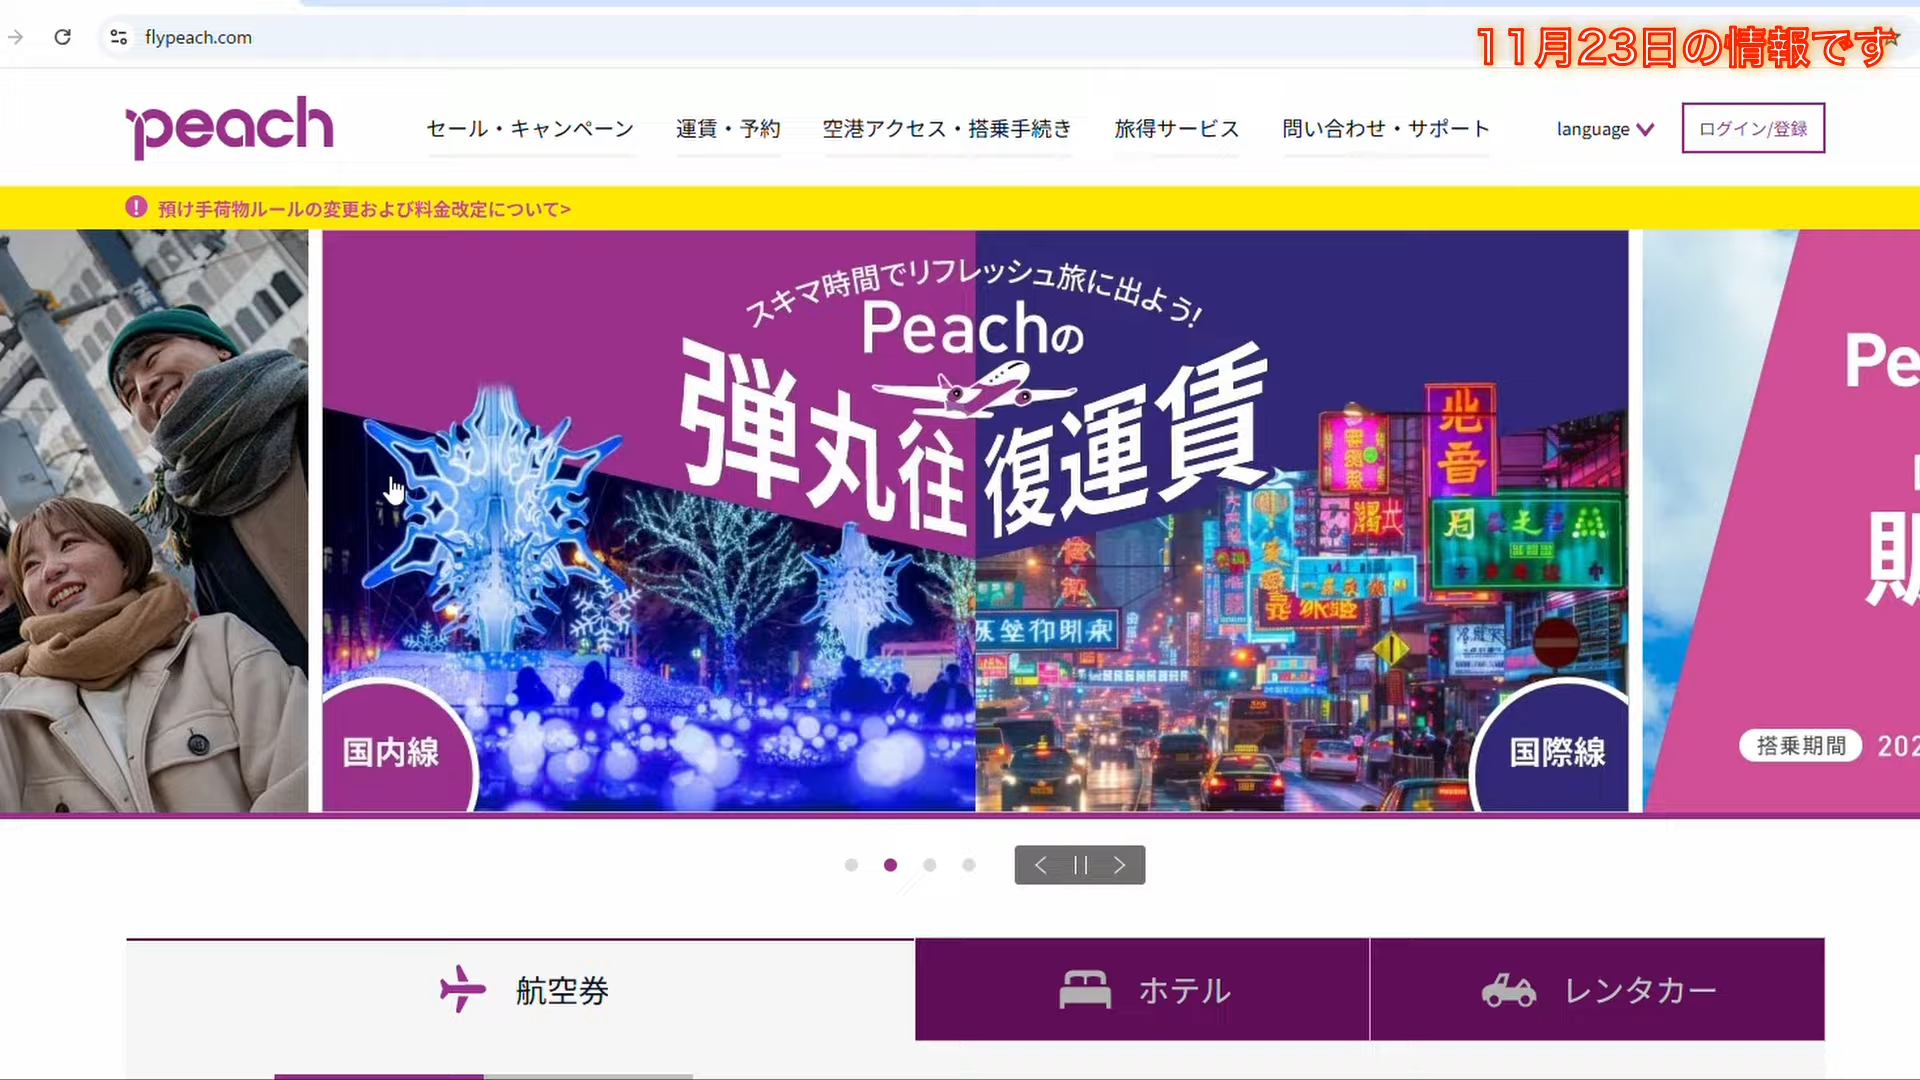 flypeach.com
11月23日の情報です
peach
セール・キャンペーン
運賃・予約
空港アクセス・搭乗手続き
旅得サービス
問い合わせ・サポート
language
ログイン/登録
預け手荷物ルールの変更および料金改定について>
スキマ時間でリフレッシュ旅に出よう!
Peachの
弾丸往復運賃
国内線
国際線
Pe
搭乗期間 202
航空券
ホテル
レンタカー